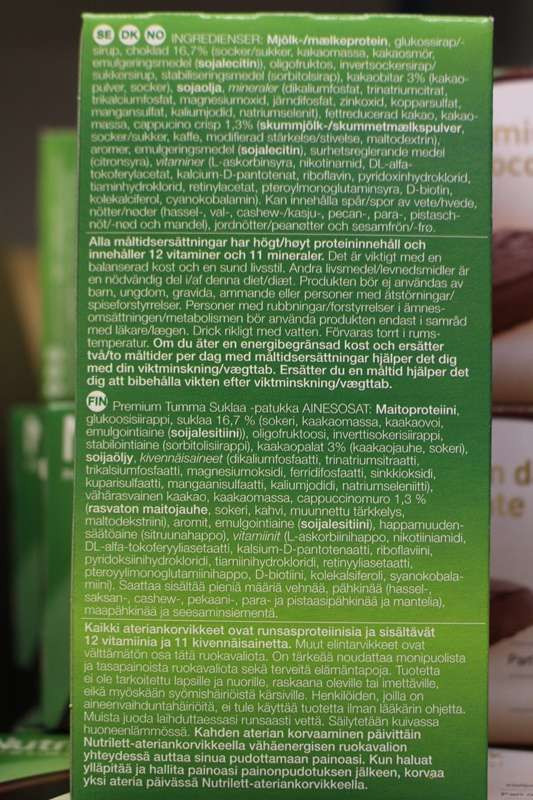 SE DK NO INGREDIENSER: Mjölk-/mælkeprotein, glukossirap/-
sirup, choklad 16,7% (socker/sukker, kakaomassa, kakaosmör,
emulgeringsmedel (sojalecitin)), oligofruktos, invertsockersirap/
sukkersirup, stabiliseringsmedel (sorbitolsirap), kakaobitar 3% (kakao-
pulver, socker), sojaolja, mineraler (dikaliumfosfat, trinatriumcitrat,
trikalciumfosfat, magnesiumoxid, järndifosfat, zinkoxid, kopparsulfat,
mangansulfat, kaliumjodid, natriumselenit), fettreducerad kakao, kakao-
massa, cappucino crisp 1,3% (skummjölk-/skummetmælkspulver,
socker/sukker, kaffe, modifierad stärkelse/stivelse, maltodextrin),
aromer, emulgeringsmedel (sojalecitin), surhetsreglerande medel
(citronsyra), vitaminer (L-askorbinsyra, nikotinamid, DL-alfa-
tokoferylacetat, kalcium-D-pantotenat, riboflavin, pyridoxinhydroklorid,
tiaminhydroklorid, retinylacetat, pteroylmonoglutaminsyra, D-biotin,
kolekalciferol, cyanokobalamin). Kan innehålla spår/spor av vete/hvede,
nötter/nøder (hassel-, val-, cashew-/kasju-, pecan-, para-, pistasch-
nöt/-nød och mandel), jordnötter/peanøtter och sesamfrön/-frø.
Alla måltidsersättningar har högt/høyt proteininnehåll och
innehåller 12 vitaminer och 11 mineraler. Det är viktigt med en
balanserad kost och en sund livsstil. Andra livsmedel/levnedsmidler är
en nödvändig del i/af denna diet/diæt. Produkten bör ej användas av
barn, ungdom, gravida, ammande eller personer med ätstörningar/
spiseforstyrrelser. Personer med rubbningar/forstyrrelser i ämnes-
omsättningen/metabolismen bör använda produkten endast i samråd
med läkare/lægen. Drick rikligt med vatten. Förvaras torrt i rums-
temperatur. Om du äter en energibegränsad kost och ersätter
två/to måltider per dag med måltidsersättningar hjälper det dig
med din viktminskning/vægttab. Ersätter du en måltid hjälper det
dig att bibehålla vikten efter viktminskning/vægttab.
FIN Premium Tumma Suklaa -patukka AINESOSAT: Maitoproteiini,
glukoosisiirappi, suklaa 16,7 % (sokeri, kaakaomassa, kaakaovoi,
emulgointiaine (soijalesitiini)), oligofruktoosi, inverttisokerisiirappi,
stabilointiaine (sorbitolisiirappi), kaakaopalat 3% (kaakaojauhe, sokeri),
soijaöljy, kivennäisaineet (dikaliumfosfaatti, trinatriumsitraatti,
trikalsiumfosfaatti, magnesiumoksidi, ferridifosfaatti, sinkkioksidi,
kuparisulfaatti, mangaanisulfaatti, kaliumjodidi, natriumseleniitti),
vähärasvainen kaakao, kaakaomassa, cappuccinomuro 1,3 %
(rasvaton maitojauhe, sokeri, kahvi, muunnettu tärkkelys,
maltodekstriini), aromit, emulgointiaine (soijalesitiini), happamuuden-
säätöaine (sitruunahappo), vitamiinit (L-askorbiinihappo, nikotiiniamidi,
DL-alfa-tokoferyyliasetaatti, kalsium-D-pantotenaatti, riboflaviini,
pyridoksiinihydrokloridi, tiamiinihydrokloridi, retinyyliasetaatti,
pteroyylimonoglutamiinihappo, D-biotiini, kolekalsiferoli, syanokobala-
miini). Saattaa sisältää pieniä määriä vehnää, pähkinää (hassel-,
saksan-, cashew-, pekaani-, para- ja pistaasipähkinää ja mantelia),
maapähkinää ja seesaminsiementä.
Kaikki ateriankorvikkeet ovat runsasproteiinisia ja sisältävät
12 vitamiinia ja 11 kivennäisainetta. Muut elintarvikkeet ovat
välttämätön osa tätä ruokavaliota. On tärkeää noudattaa monipuolista
ja tasapainoista ruokavaliota sekä terveitä elämäntapoja. Tuotetta
ei ole tarkoitettu lapsille ja nuorille, raskaana oleville tai imettäville,
eikä myöskään syömishäiriöistä kärsiville. Henkilöiden, joilla on
aineenvaihduntahäiriöitä, ei tule käyttää tuotetta ilman lääkärin ohjetta.
Muista juoda laihduttaessasi runsaasti vettä. Säilytetään kuivassa
huoneenlämmössä. Kahden aterian korvaaminen päivittäin
Nutrilett-ateriankorvikkeella vähäenergisen ruokavalion
yhteydessä auttaa sinua pudottamaan painoasi. Kun haluat
ylläpitää ja hallita painoasi painonpudotuksen jälkeen, korvaa
yksi ateria päivässä Nutrilett-ateriankorvikkeella.